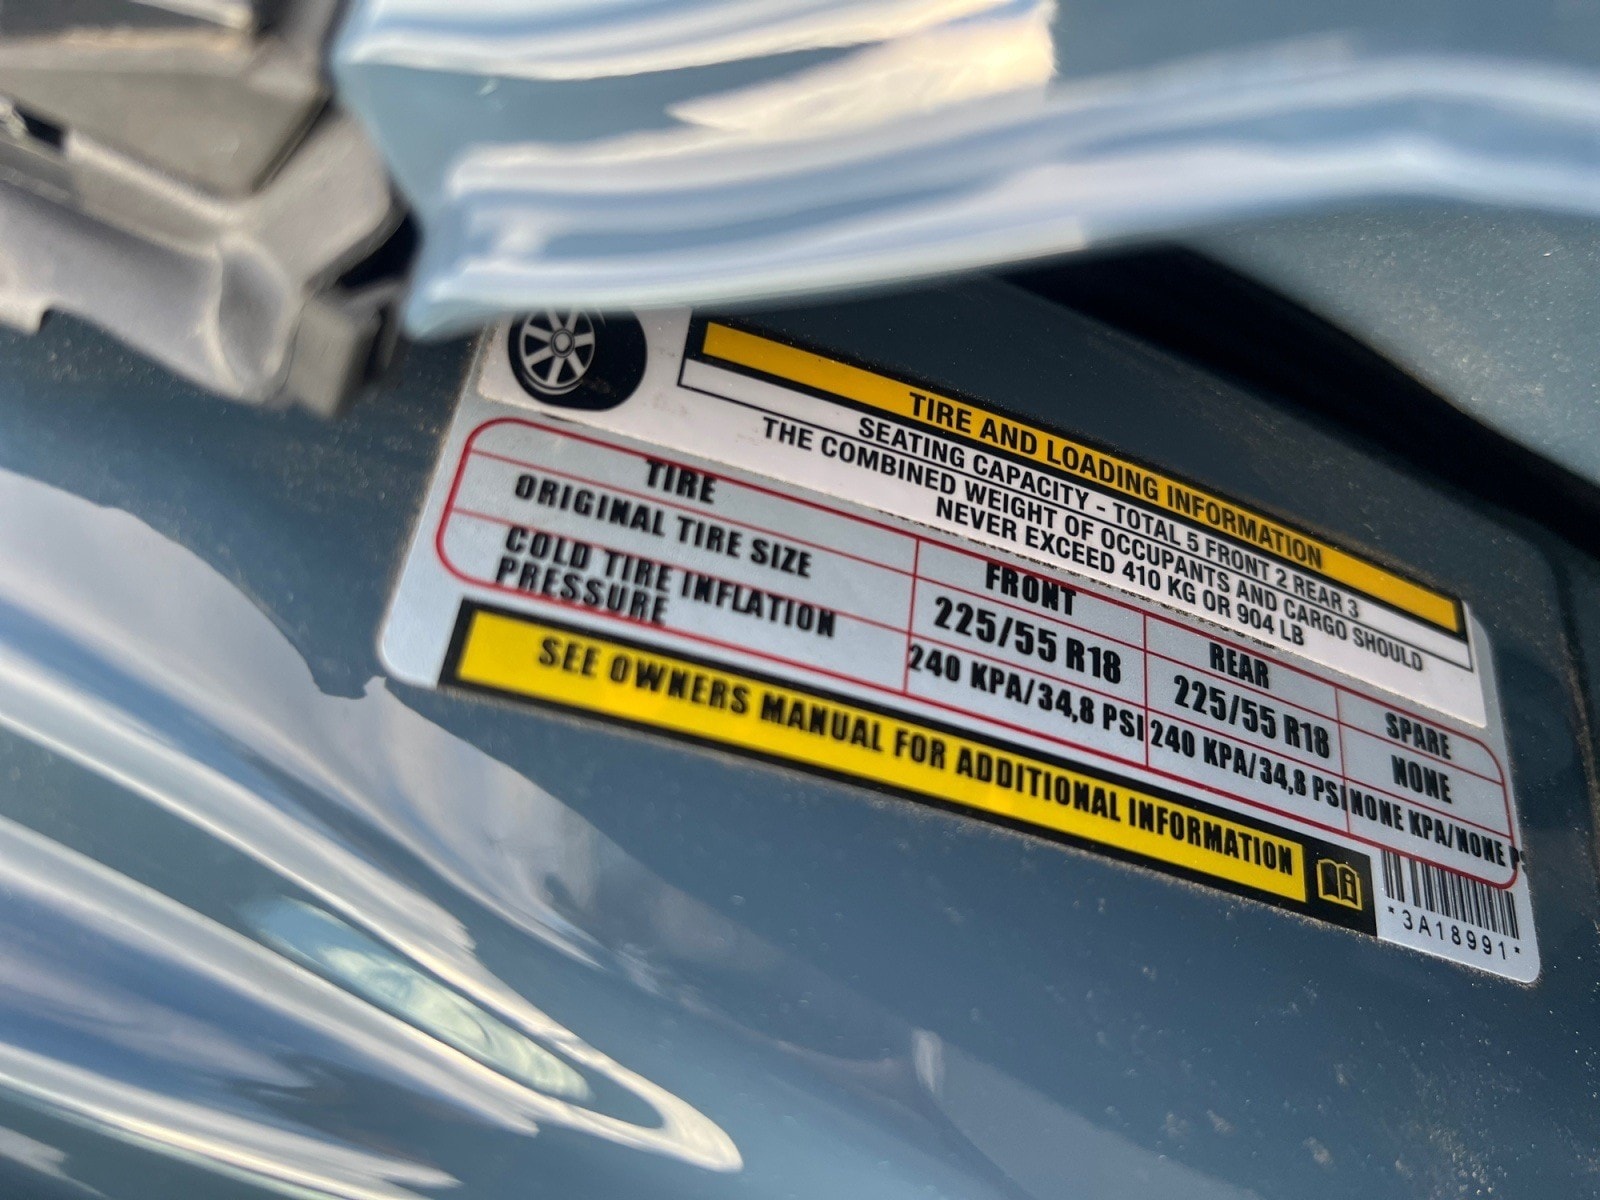 TIRE AND LOADING INFORMATION
SEATING CAPACITY - TOTAL 5 FRONT 2 REAR 3
THE COMBINED WEIGHT OF OCCUPANTS AND CARGO SHOULD
NEVER EXCEED 410 KG OR 904 LB
TIRE FRONT REAR SPARE
ORIGINAL TIRE SIZE 225/55 R18 225/55 R18 NONE
COLD TIRE INFLATION
PRESSURE 240 KPA/34,8 PSI 240 KPA/34,8 PSI NONE KPA/NONE
SEE OWNERS MANUAL FOR ADDITIONAL INFORMATION
*3A18991*